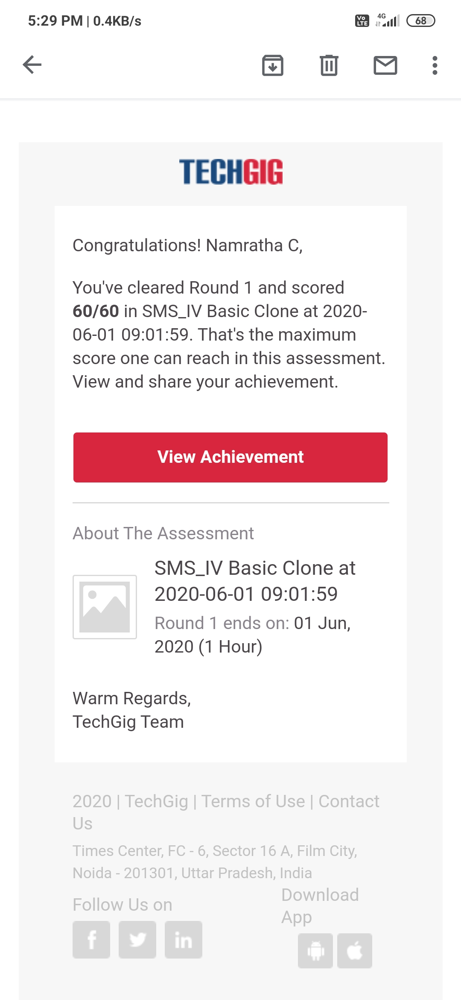 5:29 PM | 0.4KB/s
Vo LTE 4G 68
TECHGIG
Congratulations! Namratha C,
You've cleared Round 1 and scored
60/60 in SMS_IV Basic Clone at 2020-
06-01 09:01:59. That's the maximum
score one can reach in this assessment.
View and share your achievement.
View Achievement
About The Assessment
SMS_IV Basic Clone at
2020-06-01 09:01:59
Round 1 ends on: 01 Jun,
2020 (1 Hour)
Warm Regards,
TechGig Team
2020 | TechGig | Terms of Use | Contact
Us
Times Center, FC - 6, Sector 16 A, Film City,
Noida - 201301, Uttar Pradesh, India
Follow Us on
f in
Download
App